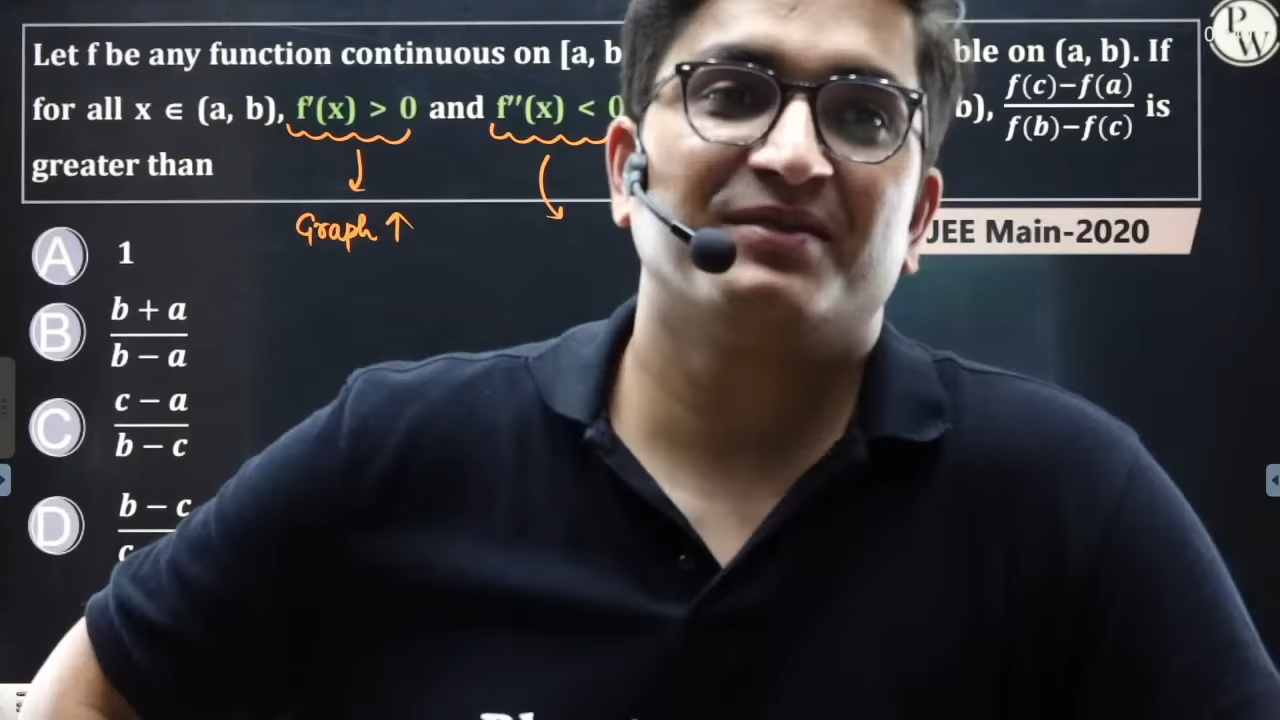 Let f be any function continuous on [a, b ble on (a, b). If
for all x ∈ (a, b), f'(x) > 0 and f''(x) < 0 b), f(c)−f(a)/f(b)−f(c) is
greater than
Graph ↑
JEE Main-2020
A 1
B b + a/b − a
C c − a/b − c
D b − c/c
P
W